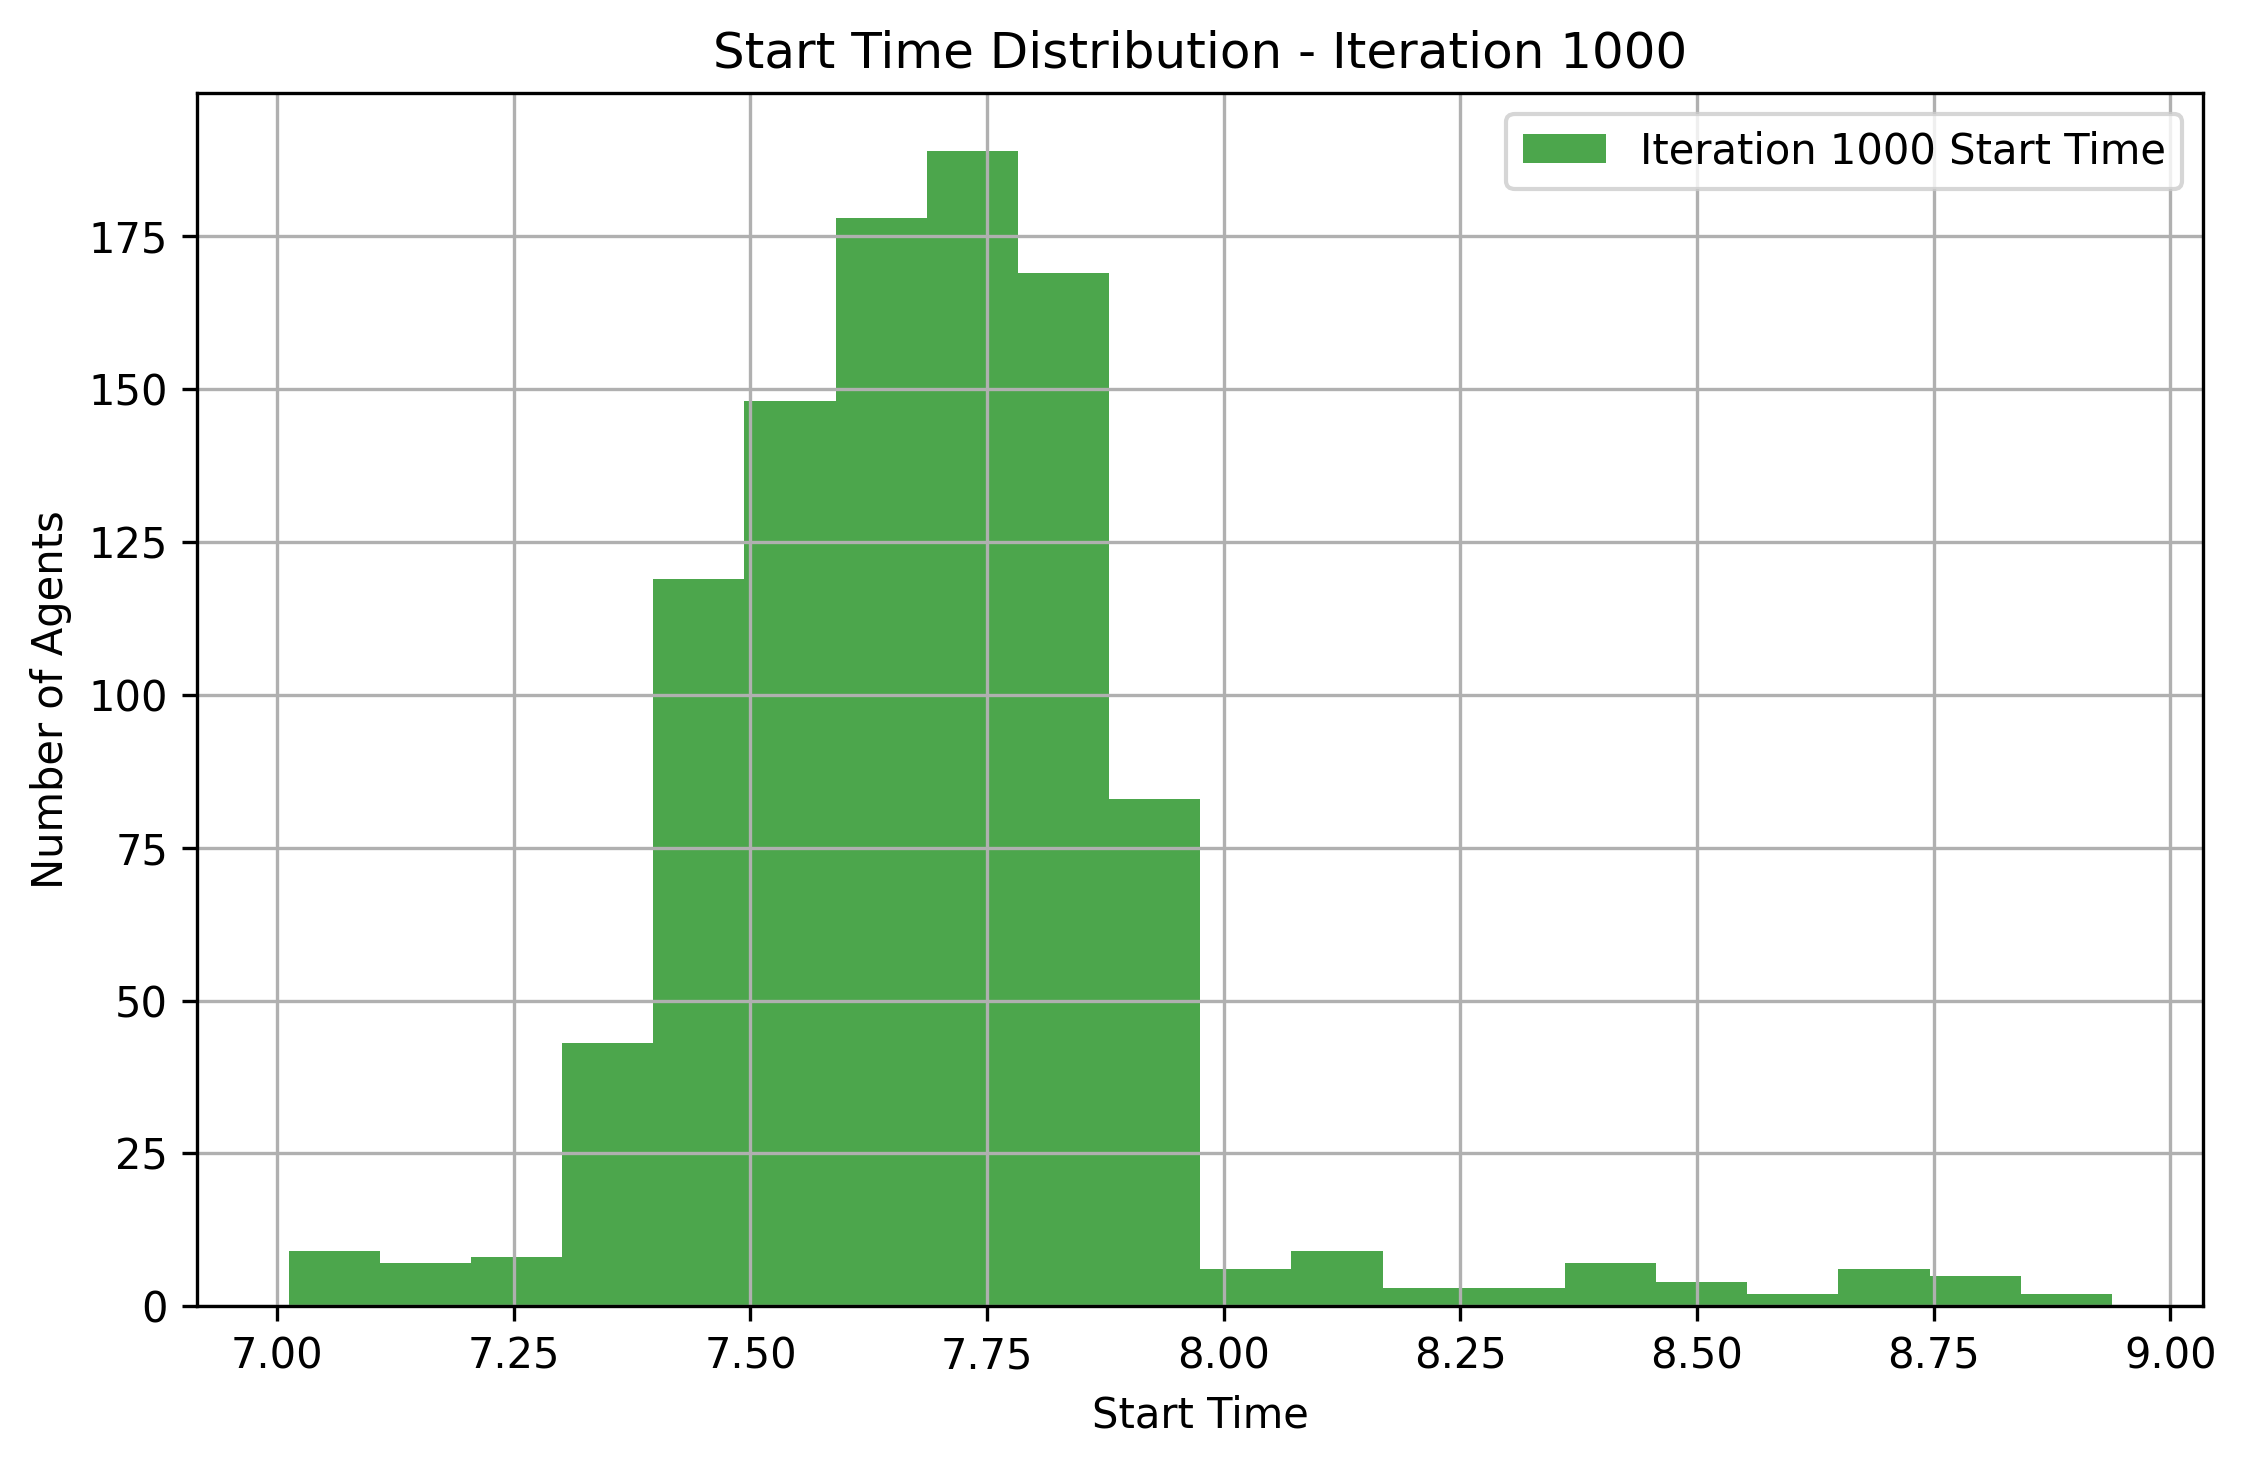 Start Time Distribution - Iteration 1000
Iteration 1000 Start Time
175
150
125
100
75
50
25
0
Number of Agents
7.00 7.25 7.50 7.75 8.00 8.25 8.50 8.75 9.00
Start Time